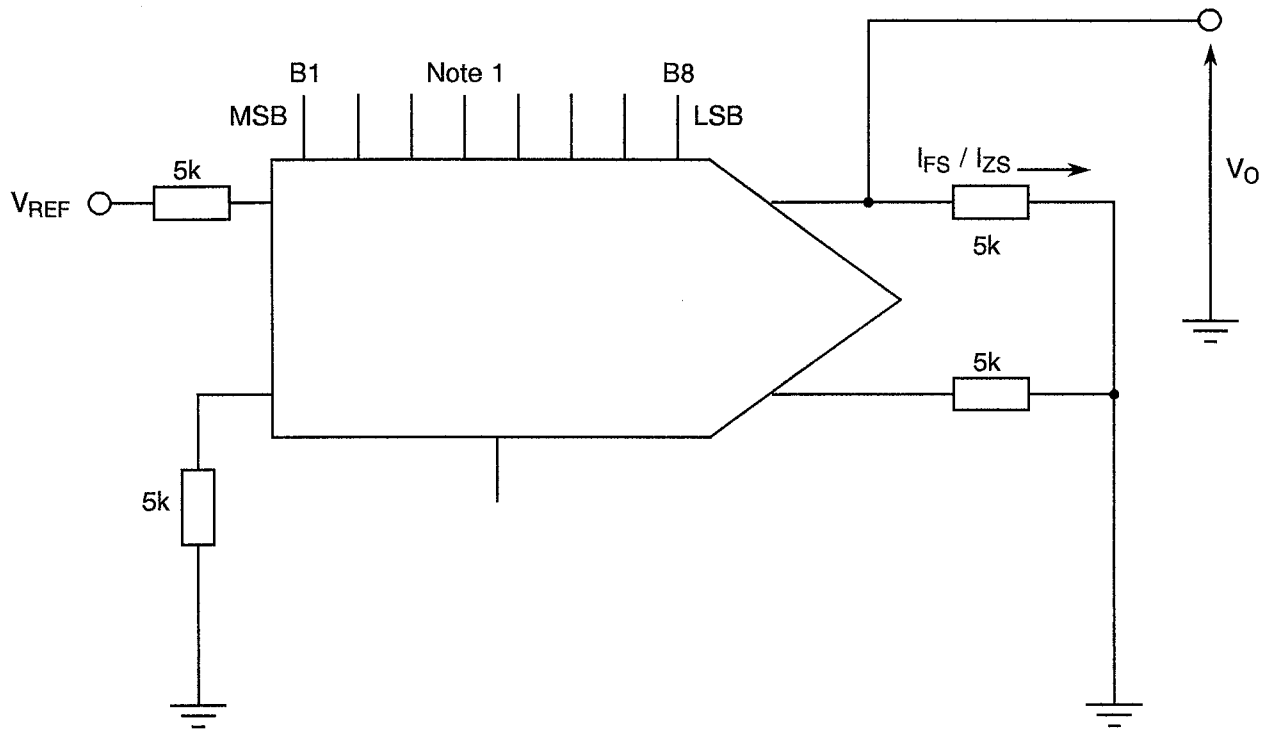 B1 Note 1 B8
MSB LSB
5k
V_REF
I_FS / I_ZS
V_O
5k
5k
5k